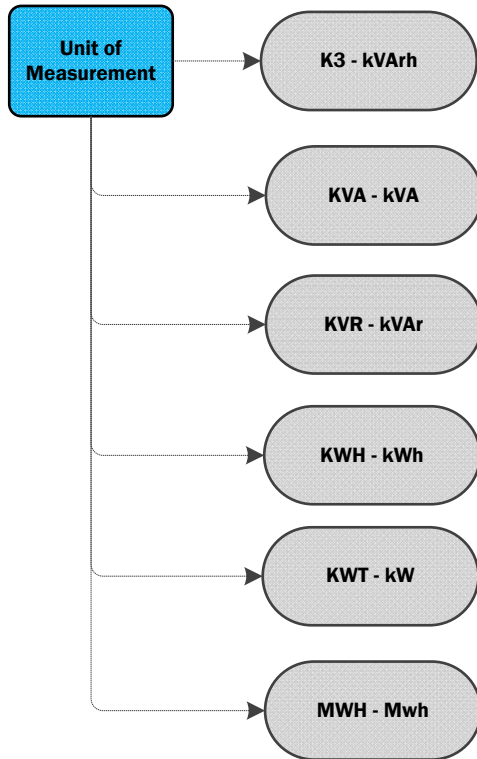 Unit of
Measurement
K3 - kVArh
KVA - kVA
KVR - kVAr
KWH - kWh
KWT - kW
MWH - Mwh